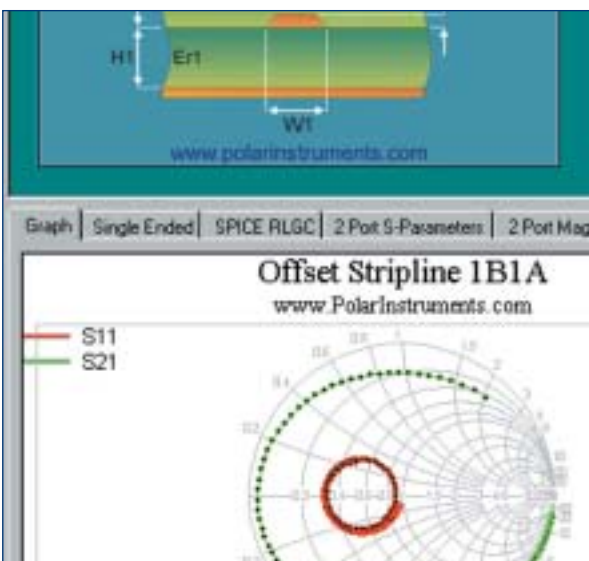 H1 Er1
W1
www.polarinstruments.com
Graph Single Ended SPICE RLGC 2 Port S-Parameters 2 Port Mag
Offset Stripline 1B1A
www.PolarInstruments.com
S11
S21